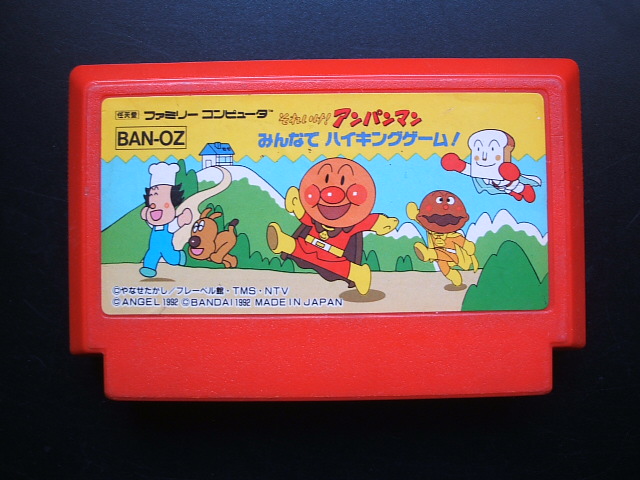 任天堂 ファミリー コンピュータ™
BAN-OZ
それいけ! アンパンマン
みんなで ハイキングゲーム!
©やなせたかし/フレーベル館・TMS・NTV
©ANGEL 1992 ©BANDAI 1992 MADE IN JAPAN